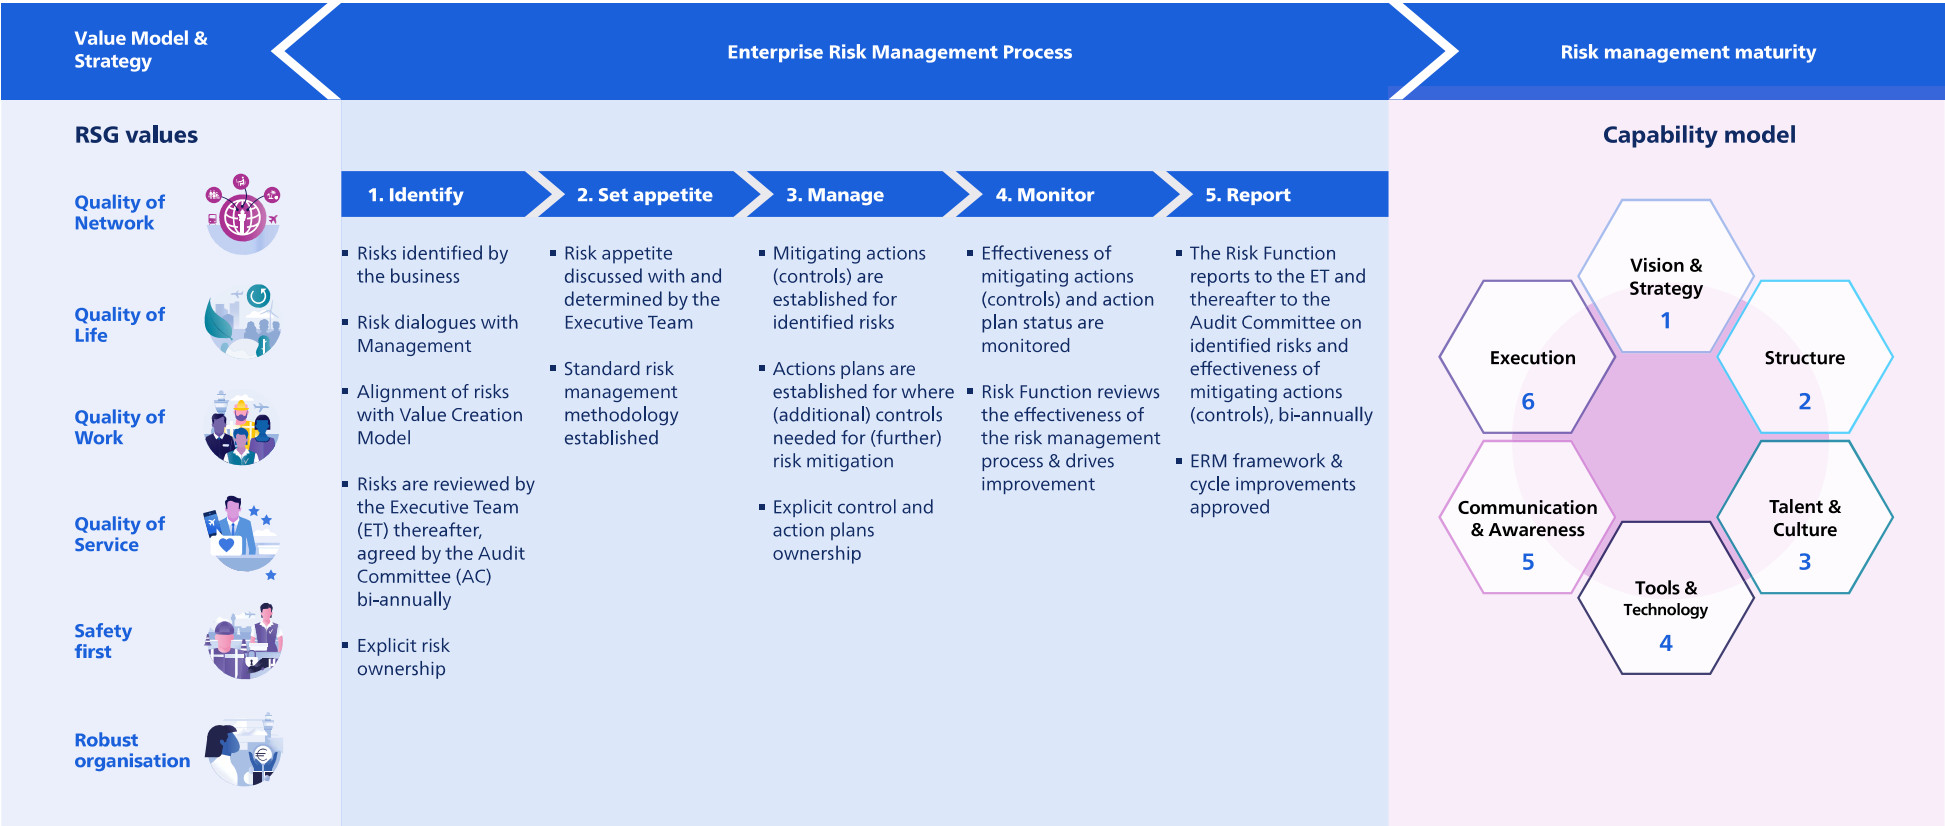 Value Model &
Strategy
Enterprise Risk Management Process
Risk management maturity
RSG values
Quality of
Network
Quality of
Life
Quality of
Work
Quality of
Service
Safety
first
Robust
organisation
1. Identify
▪ Risks identified by
the business
▪ Risk dialogues with
Management
▪ Alignment of risks
with Value Creation
Model
▪ Risks are reviewed by
the Executive Team
(ET) thereafter,
agreed by the Audit
Committee (AC)
bi-annually
▪ Explicit risk
ownership
2. Set appetite
▪ Risk appetite
discussed with and
determined by the
Executive Team
▪ Standard risk
management
methodology
established
3. Manage
▪ Mitigating actions
(controls) are
established for
identified risks
▪ Actions plans are
established for where
(additional) controls
needed for (further)
risk mitigation
▪ Explicit control and
action plans
ownership
4. Monitor
▪ Effectiveness of
mitigating actions
(controls) and action
plan status are
monitored
▪ Risk Function reviews
the effectiveness of
the risk management
process & drives
improvement
5. Report
▪ The Risk Function
reports to the ET and
thereafter to the
Audit Committee on
identified risks and
effectiveness of
mitigating actions
(controls), bi-annually
▪ ERM framework &
cycle improvements
approved
Capability model
Vision &
Strategy
1
Structure
2
Talent &
Culture
3
Tools &
Technology
4
Communication
& Awareness
5
Execution
6